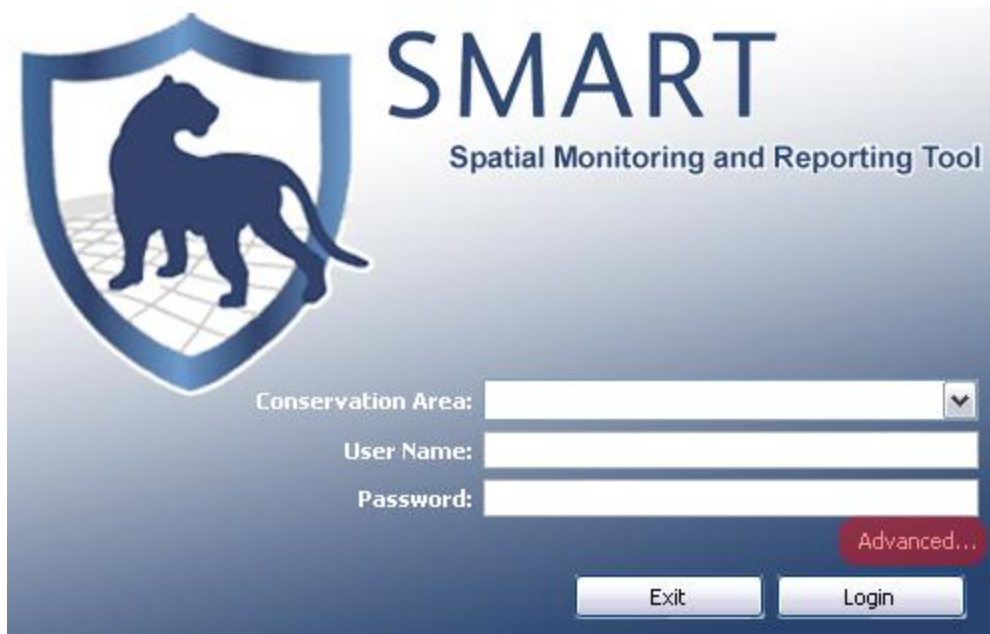 SMART
Spatial Monitoring and Reporting Tool
Conservation Area:
User Name:
Password:
Advanced...
Exit Login